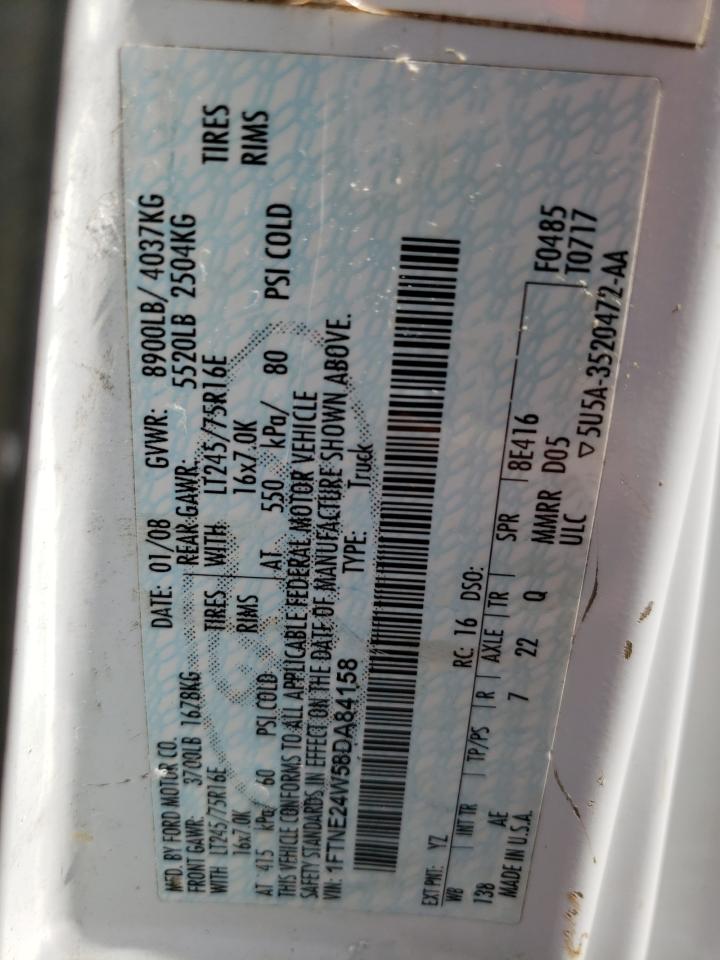 MFD. BY FORD MOTOR CO.
DATE: 01/08 GVWR: 8900LB/ 4037KG
FRONT GAWR: 3700LB 1678KG REAR GAWR: 5520LB 2504KG
WITH LT245/75R16E TIRES WITH LT245/75R16E TIRES
16x7.0K RIMS 16x7.0K RIMS
AT 415 kPa/ 60 PSI COLD AT 550 kPa/ 80 PSI COLD
THIS VEHICLE CONFORMS TO ALL APPLICABLE FEDERAL MOTOR VEHICLE
SAFETY STANDARDS IN EFFECT ON THE DATE OF MANUFACTURE SHOWN ABOVE.
VIN: 1FTNE24W58DA84158 TYPE: Truck
F0485
EXT PNT: YZ RC: 16 DSO: T0717
WB INT TR TP/PS R AXLE TR SPR 8E416
138 AE 7 22 Q MMRR D05
MADE IN U.S.A. ULC
▽5U5A-3520472-AA